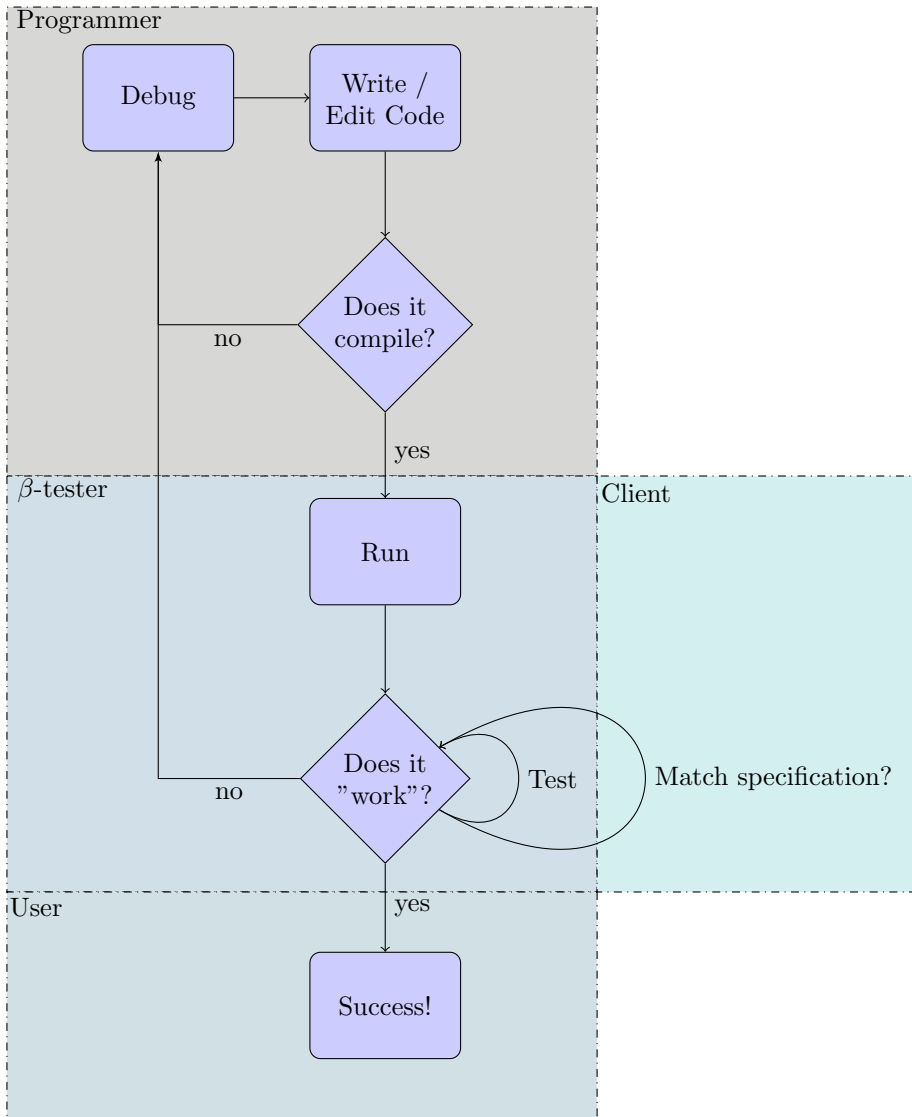 Programmer
Debug
Write /
Edit Code
Does it
compile?
no
yes
β-tester
Client
Run
Does it
”work”?
Test
Match specification?
no
yes
User
Success!